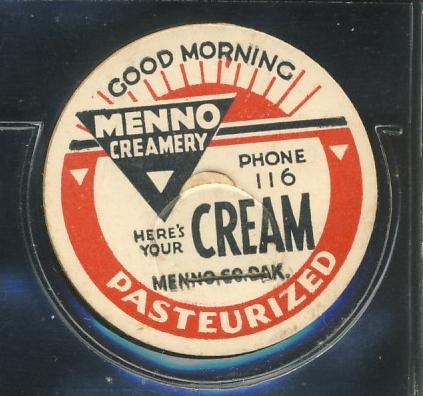 GOOD MORNING
MENNO
CREAMERY
PHONE
116
HERE'S
YOUR CREAM
MENNO, SO. DAK.
PASTEURIZED